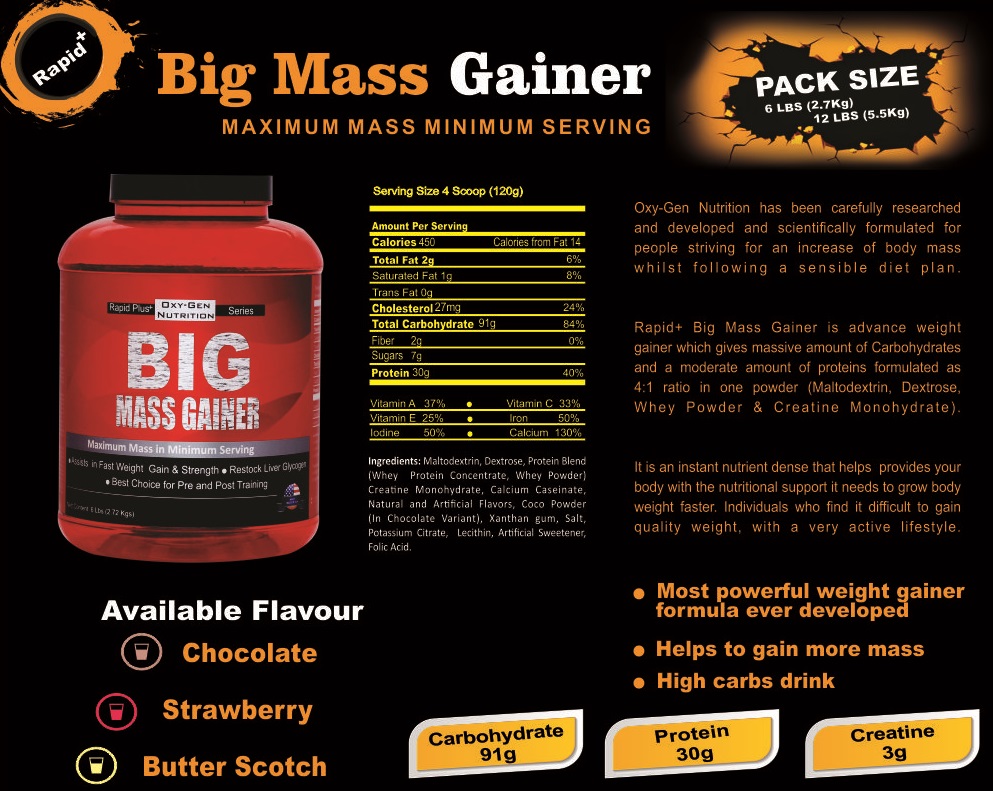 Rapid+
Big Mass Gainer
MAXIMUM MASS MINIMUM SERVING
PACK SIZE
6 LBS (2.7Kg)
12 LBS (5.5Kg)
Rapid Plus+ OXY-GEN NUTRITION Series
BIG
MASS GAINER
Maximum Mass in Minimum Serving
Assists in Fast Weight Gain & Strength ● Restock Liver Glycogen
● Best Choice for Pre and Post Training
6 Lbs (2.72 Kgs)
Serving Size 4 Scoop (120g)
Amount Per Serving
Calories 450 Calories from Fat 14
Total Fat 2g 6%
Saturated Fat 1g 8%
Trans Fat 0g
Cholesterol 27mg 24%
Total Carbohydrate 91g 84%
Fiber 2g 0%
Sugars 7g
Protein 30g 40%
Vitamin A 37% ● Vitamin C 33%
Vitamin E 25% ● Iron 50%
Iodine 50% ● Calcium 130%
Ingredients: Maltodextrin, Dextrose, Protein Blend
(Whey Protein Concentrate, Whey Powder)
Creatine Monohydrate, Calcium Caseinate,
Natural and Artificial Flavors, Coco Powder
(In Chocolate Variant), Xanthan gum, Salt,
Potassium Citrate, Lecithin, Artificial Sweetener,
Folic Acid.
Oxy-Gen Nutrition has been carefully researched
and developed and scientifically formulated for
people striving for an increase of body mass
whilst following a sensible diet plan.
Rapid+ Big Mass Gainer is advance weight
gainer which gives massive amount of Carbohydrates
and a moderate amount of proteins formulated as
4:1 ratio in one powder (Maltodextrin, Dextrose,
Whey Powder & Creatine Monohydrate).
It is an instant nutrient dense that helps provides your
body with the nutritional support it needs to grow body
weight faster. Individuals who find it difficult to gain
quality weight, with a very active lifestyle.
● Most powerful weight gainer
formula ever developed
● Helps to gain more mass
● High carbs drink
Available Flavour
Chocolate
Strawberry
Butter Scotch
Carbohydrate
91g
Protein
30g
Creatine
3g